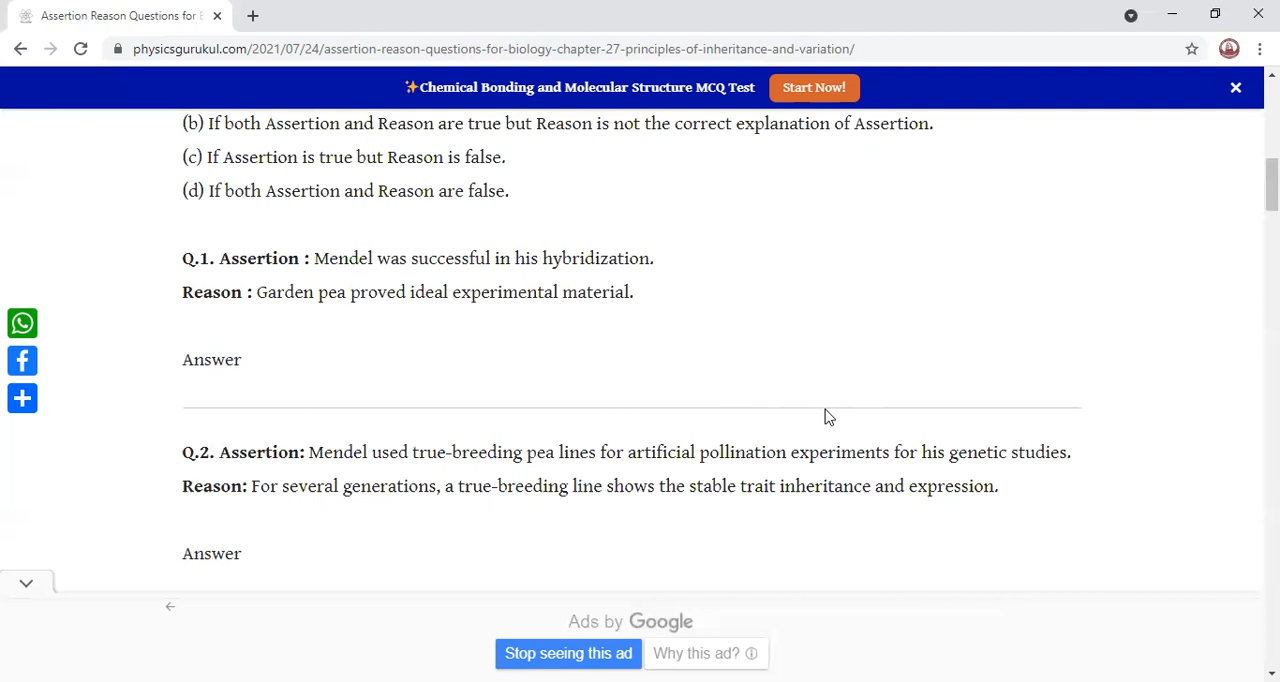 Assertion Reason Questions for B
physicsgurukul.com/2021/07/24/assertion-reason-questions-for-biology-chapter-27-principles-of-inheritance-and-variation/
✨Chemical Bonding and Molecular Structure MCQ Test Start Now!
(b) If both Assertion and Reason are true but Reason is not the correct explanation of Assertion.
(c) If Assertion is true but Reason is false.
(d) If both Assertion and Reason are false.
Q.1. Assertion : Mendel was successful in his hybridization.
Reason : Garden pea proved ideal experimental material.
Answer
Q.2. Assertion: Mendel used true-breeding pea lines for artificial pollination experiments for his genetic studies.
Reason: For several generations, a true-breeding line shows the stable trait inheritance and expression.
Answer
Ads by Google
Stop seeing this ad Why this ad?